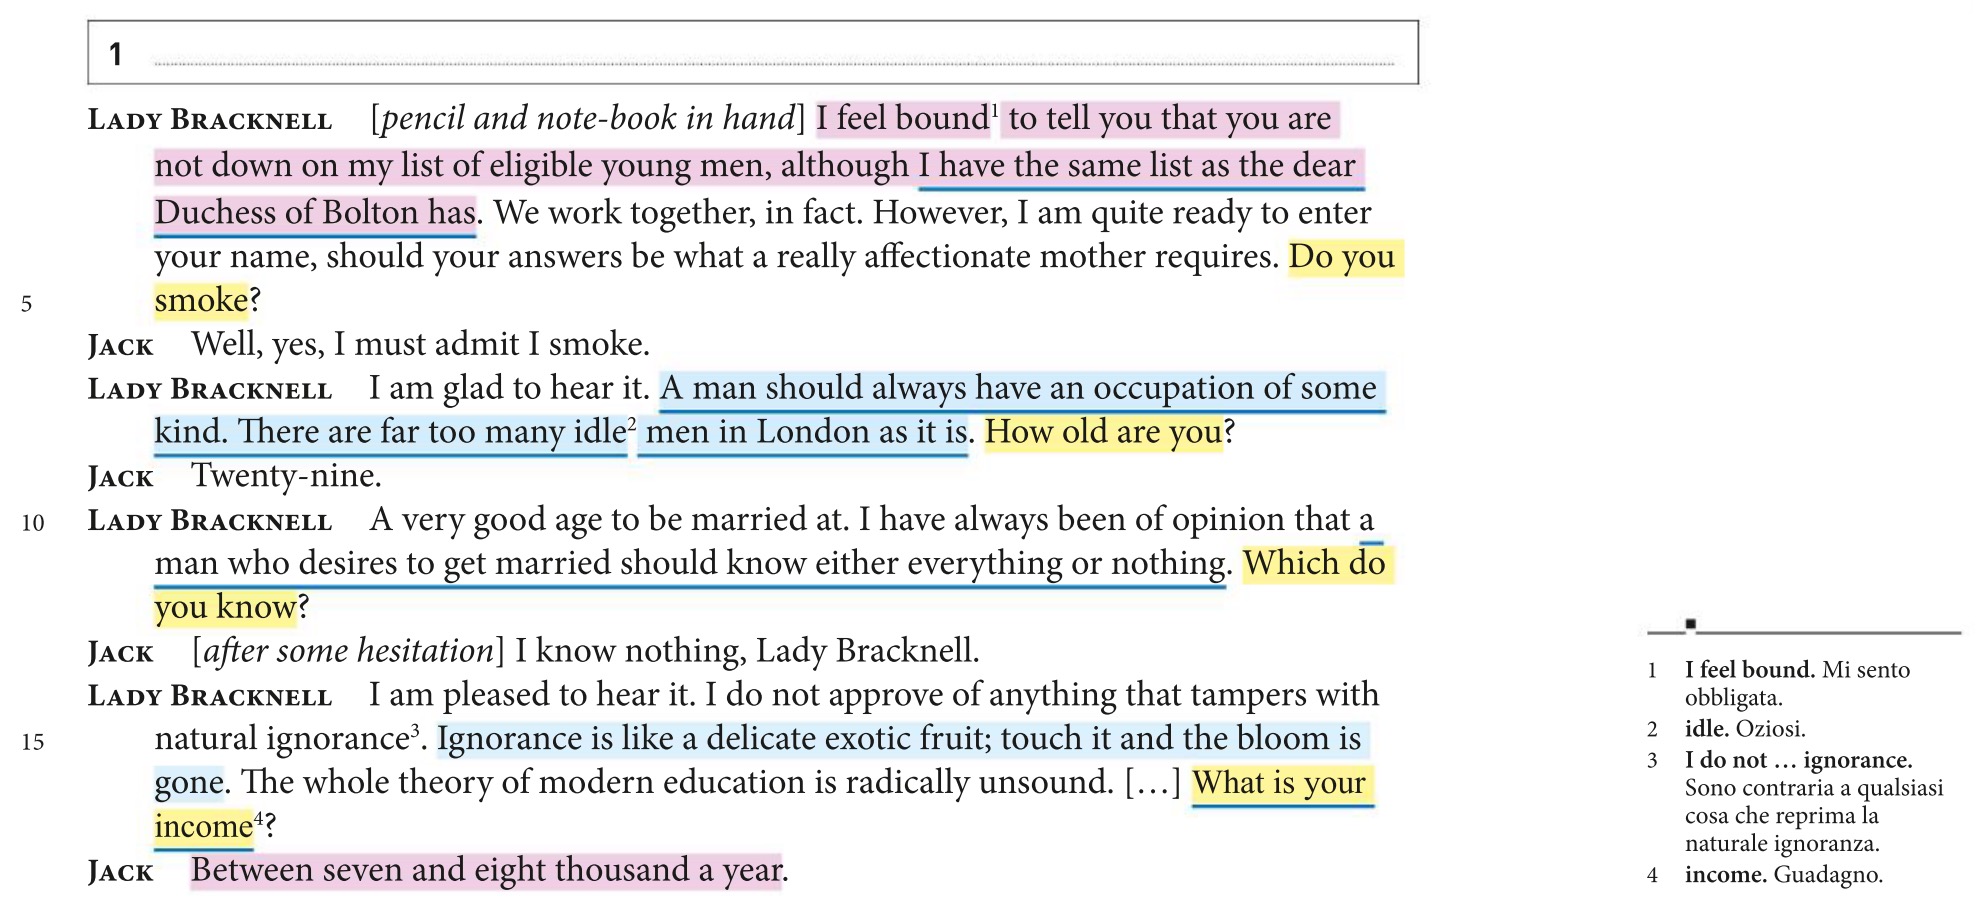 1
LADY BRACKNELL [pencil and note-book in hand] I feel bound¹ to tell you that you are
not down on my list of eligible young men, although I have the same list as the dear
Duchess of Bolton has. We work together, in fact. However, I am quite ready to enter
your name, should your answers be what a really affectionate mother requires. Do you
5 smoke?
JACK Well, yes, I must admit I smoke.
LADY BRACKNELL I am glad to hear it. A man should always have an occupation of some
kind. There are far too many idle² men in London as it is. How old are you?
JACK Twenty-nine.
10 LADY BRACKNELL A very good age to be married at. I have always been of opinion that a
man who desires to get married should know either everything or nothing. Which do
you know?
JACK [after some hesitation] I know nothing, Lady Bracknell.
LADY BRACKNELL I am pleased to hear it. I do not approve of anything that tampers with
15 natural ignorance³. Ignorance is like a delicate exotic fruit; touch it and the bloom is
gone. The whole theory of modern education is radically unsound. […] What is your
income⁴?
JACK Between seven and eight thousand a year.
1 I feel bound. Mi sento
obbligata.
2 idle. Oziosi.
3 I do not … ignorance.
Sono contraria a qualsiasi
cosa che reprima la
naturale ignoranza.
4 income. Guadagno.